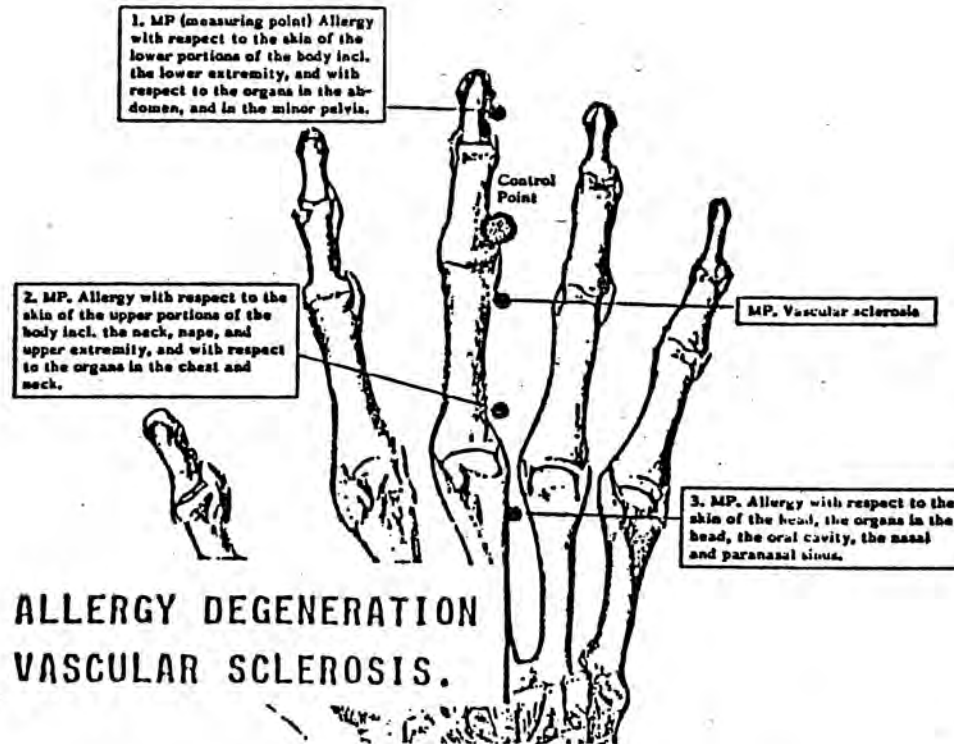 1. MP (measuring point) Allergy
with respect to the skin of the
lower portions of the body incl.
the lower extremity, and with
respect to the organs in the ab-
domen, and in the minor pelvis.
Control
Point
2. MP. Allergy with respect to the
skin of the upper portions of the
body incl. the neck, nape, and
upper extremity, and with respect
to the organs in the chest and
neck.
MP. Vascular sclerosis
3. MP. Allergy with respect to the
skin of the head, the organs in the
head, the oral cavity, the nasal
and paranasal sinus.
ALLERGY DEGENERATION
VASCULAR SCLEROSIS.